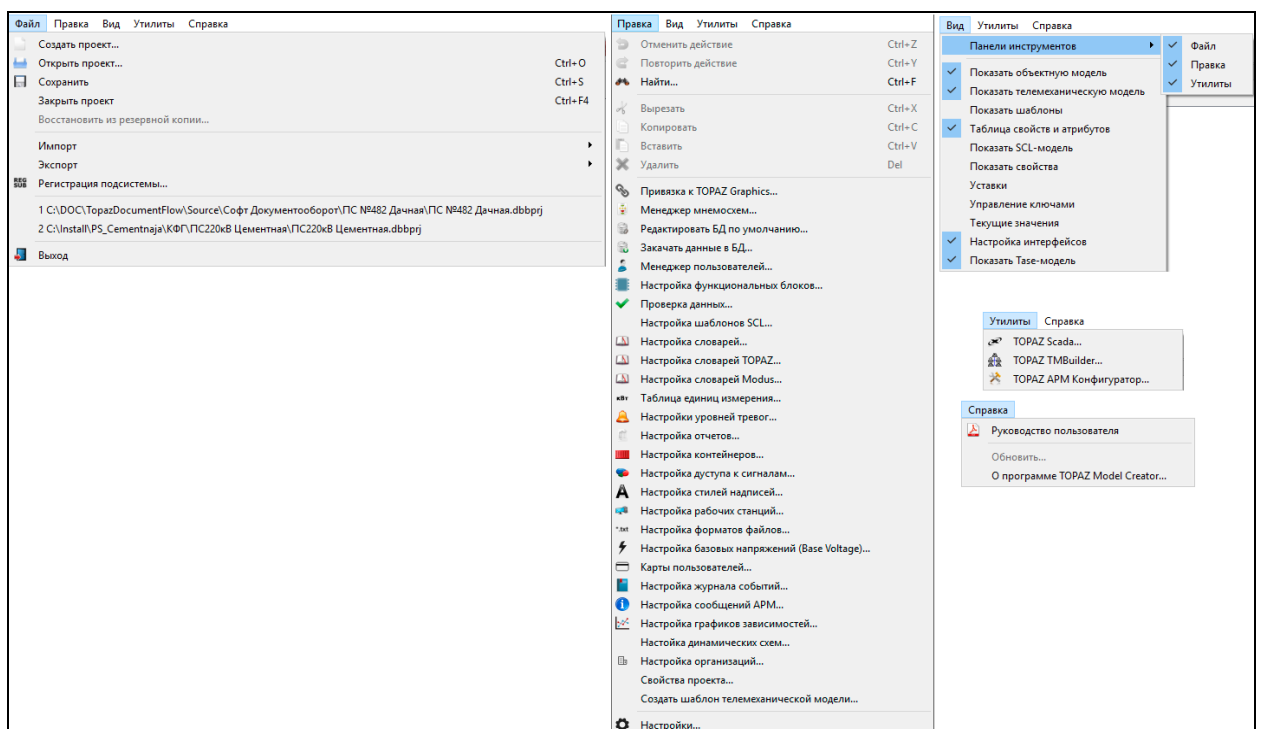 Файл Правка Вид Утилиты Справка
Создать проект...
Открыть проект... Ctrl+O
Сохранить Ctrl+S
Закрыть проект Ctrl+F4
Восстановить из резервной копии...
Импорт
Экспорт
REG SUB Регистрация подсистемы...
1 C:\DOC\TopazDocumentFlow\Source\Софт Документооборот\ПС №482 Дачная\ПС №482 Дачная.dbbprj
2 C:\Install\PS_Cementnaja\КФГ\ПС220кВ Цементная\ПС220кВ Цементная.dbbprj
Выход
Правка Вид Утилиты Справка
Отменить действие Ctrl+Z
Повторить действие Ctrl+Y
Найти... Ctrl+F
Вырезать Ctrl+X
Копировать Ctrl+C
Вставить Ctrl+V
Удалить Del
Привязка к TOPAZ Graphics...
Менеджер мнемосхем...
Редактировать БД по умолчанию...
Закачать данные в БД...
Менеджер пользователей...
Настройка функциональных блоков...
Проверка данных...
Настройка шаблонов SCL...
Настройка словарей...
Настройка словарей TOPAZ...
Настройка словарей Modus...
кВт Таблица единиц измерения...
Настройки уровней тревог...
Настройка отчетов...
Настройка контейнеров...
Настройка дуступа к сигналам...
Настройка стилей надписей...
Настройка рабочих станций...
*.txt Настройка форматов файлов...
Настройка базовых напряжений (Base Voltage)...
Карты пользователей...
Настройка журнала событий...
Настройка сообщений АРМ...
Настройка графиков зависимостей...
Настойка динамических схем...
Настройка организаций...
Свойства проекта...
Создать шаблон телемеханической модели...
Настройки...
Вид Утилиты Справка
Панели инструментов
Файл
Правка
Утилиты
Показать объектную модель
Показать телемеханическую модель
Показать шаблоны
Таблица свойств и атрибутов
Показать SCL-модель
Показать свойства
Уставки
Управление ключами
Текущие значения
Настройка интерфейсов
Показать Tase-модель
Утилиты Справка
TOPAZ Scada...
TOPAZ TMBuilder...
TOPAZ АРМ Конфигуратор...
Справка
Руководство пользователя
Обновить...
О программе TOPAZ Model Creator...